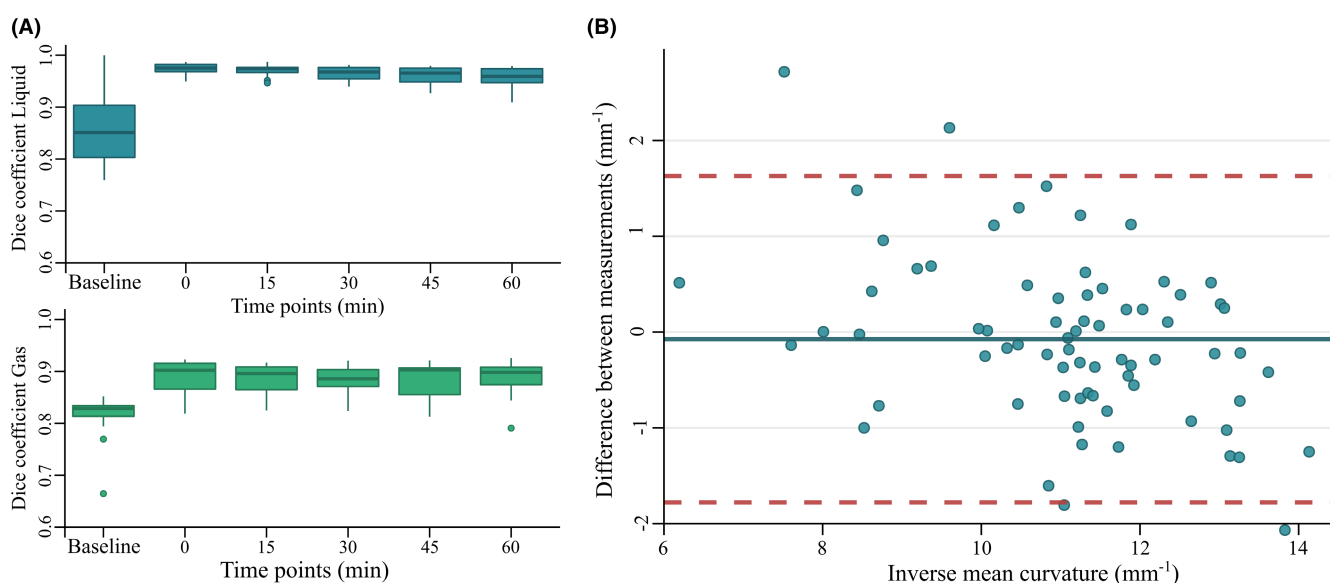 (A)
Dice coefficient Liquid
1.0
0.9
0.8
0.7
0.6
Baseline 0 15 30 45 60
Time points (min)
Dice coefficient Gas
1.0
0.9
0.8
0.7
0.6
Baseline 0 15 30 45 60
Time points (min)
(B)
Difference between measurements (mm⁻¹)
2
1
0
-1
-2
6 8 10 12 14
Inverse mean curvature (mm⁻¹)